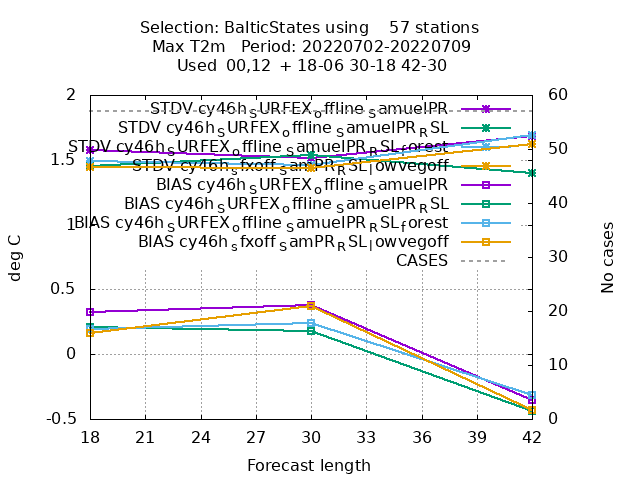 Selection: BalticStates using    57 stations
Max T2m   Period: 20220702-20220709
Used  00,12  + 18-06 30-18 42-30
2
1.5
1
0.5
0
-0.5
deg C
60
50
40
30
20
10
0
No cases
STDV cy46h_SURFEX_offline_SamuelPR
STDV cy46h_SURFEX_offline_SamuelPR_RSL
STDV cy46h_SURFEX_offline_SamuelPR_RSL_forest
STDV cy46h_sfxoff_SamPR_RSL_lowvegoff
BIAS cy46h_SURFEX_offline_SamuelPR
BIAS cy46h_SURFEX_offline_SamuelPR_RSL
BIAS cy46h_SURFEX_offline_SamuelPR_RSL_forest
BIAS cy46h_sfxoff_SamPR_RSL_lowvegoff
CASES
18 21 24 27 30 33 36 39 42
Forecast length